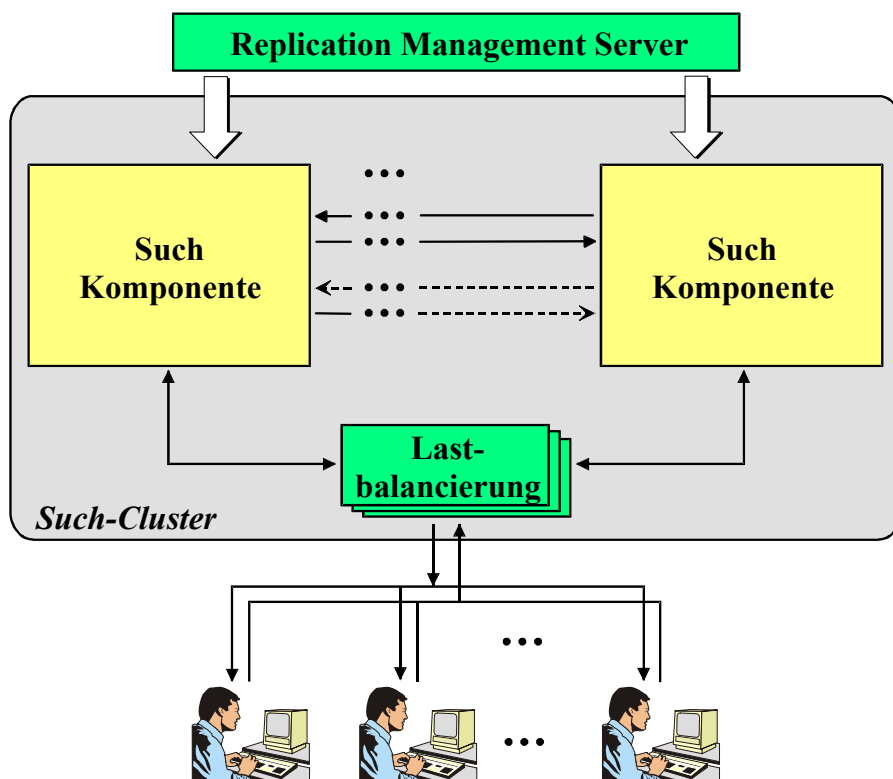 Replication Management Server
Such
Komponente
Such
Komponente
Last-
balancierung
Such-Cluster